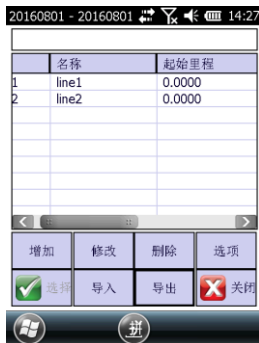 20160801 - 20160801 14:27
名称 起始里程
1 line1 0.0000
2 line2 0.0000
增加 修改 删除 选项
选择 导入 导出 关闭
拼